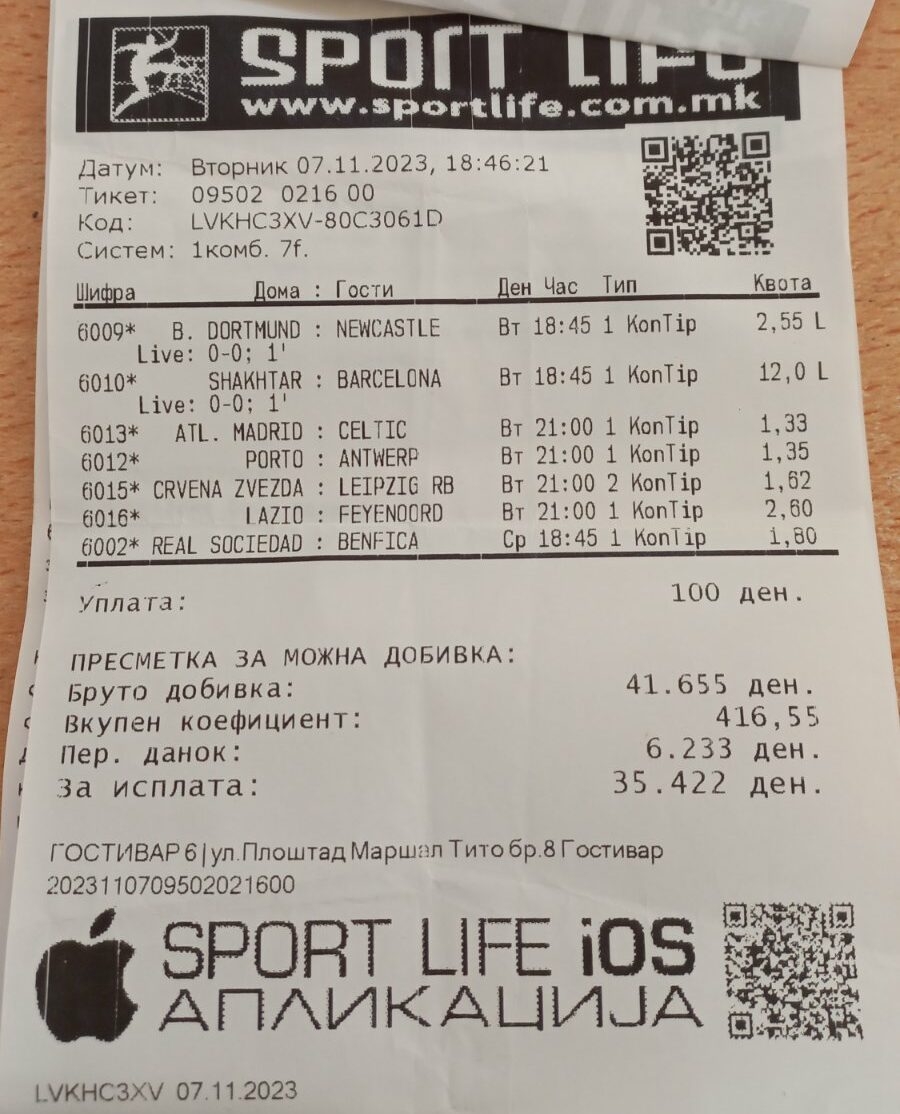 SPORT LIFE
www.sportlife.com.mk
Датум: Вторник 07.11.2023, 18:46:21
Тикет: 09502 0216 00
Код: LVKHC3XV-80C3061D
Систем: 1комб. 7f.
Шифра Дома : Гости Ден Час Тип Квота
6009* B. DORTMUND : NEWCASTLE Вт 18:45 1 KonTip 2,55 L
Live: 0-0; 1'
6010* SHAKHTAR : BARCELONA Вт 18:45 1 KonTip 12,0 L
Live: 0-0; 1'
6013* ATL. MADRID : CELTIC Вт 21:00 1 KonTip 1,33
6012* PORTO : ANTWERP Вт 21:00 1 KonTip 1,35
6015* CRVENA ZVEZDA : LEIPZIG RB Вт 21:00 2 KonTip 1,62
6016* LAZIO : FEYENOORD Вт 21:00 1 KonTip 2,60
6002* REAL SOCIEDAD : BENFICA Ср 18:45 1 KonTip 1,80
Уплата: 100 ден.
ПРЕСМЕТКА ЗА МОЖНА ДОБИВКА:
Бруто добивка: 41.655 ден.
Вкупен коефициент: 416,55
Пер. данок: 6.233 ден.
За исплата: 35.422 ден.
ГОСТИВАР 6|ул.Плоштад Маршал Тито бр.8 Гостивар
2023110709502021600
SPORT LIFE iOS
АПЛИКАЦИЈА
LVKHC3XV 07.11.2023